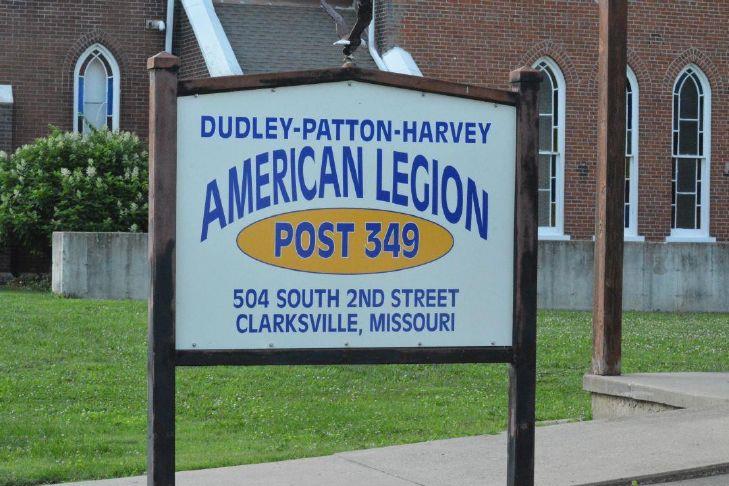 DUDLEY-PATTON-HARVEY
AMERICAN LEGION
POST 349
504 SOUTH 2ND STREET
CLARKSVILLE, MISSOURI